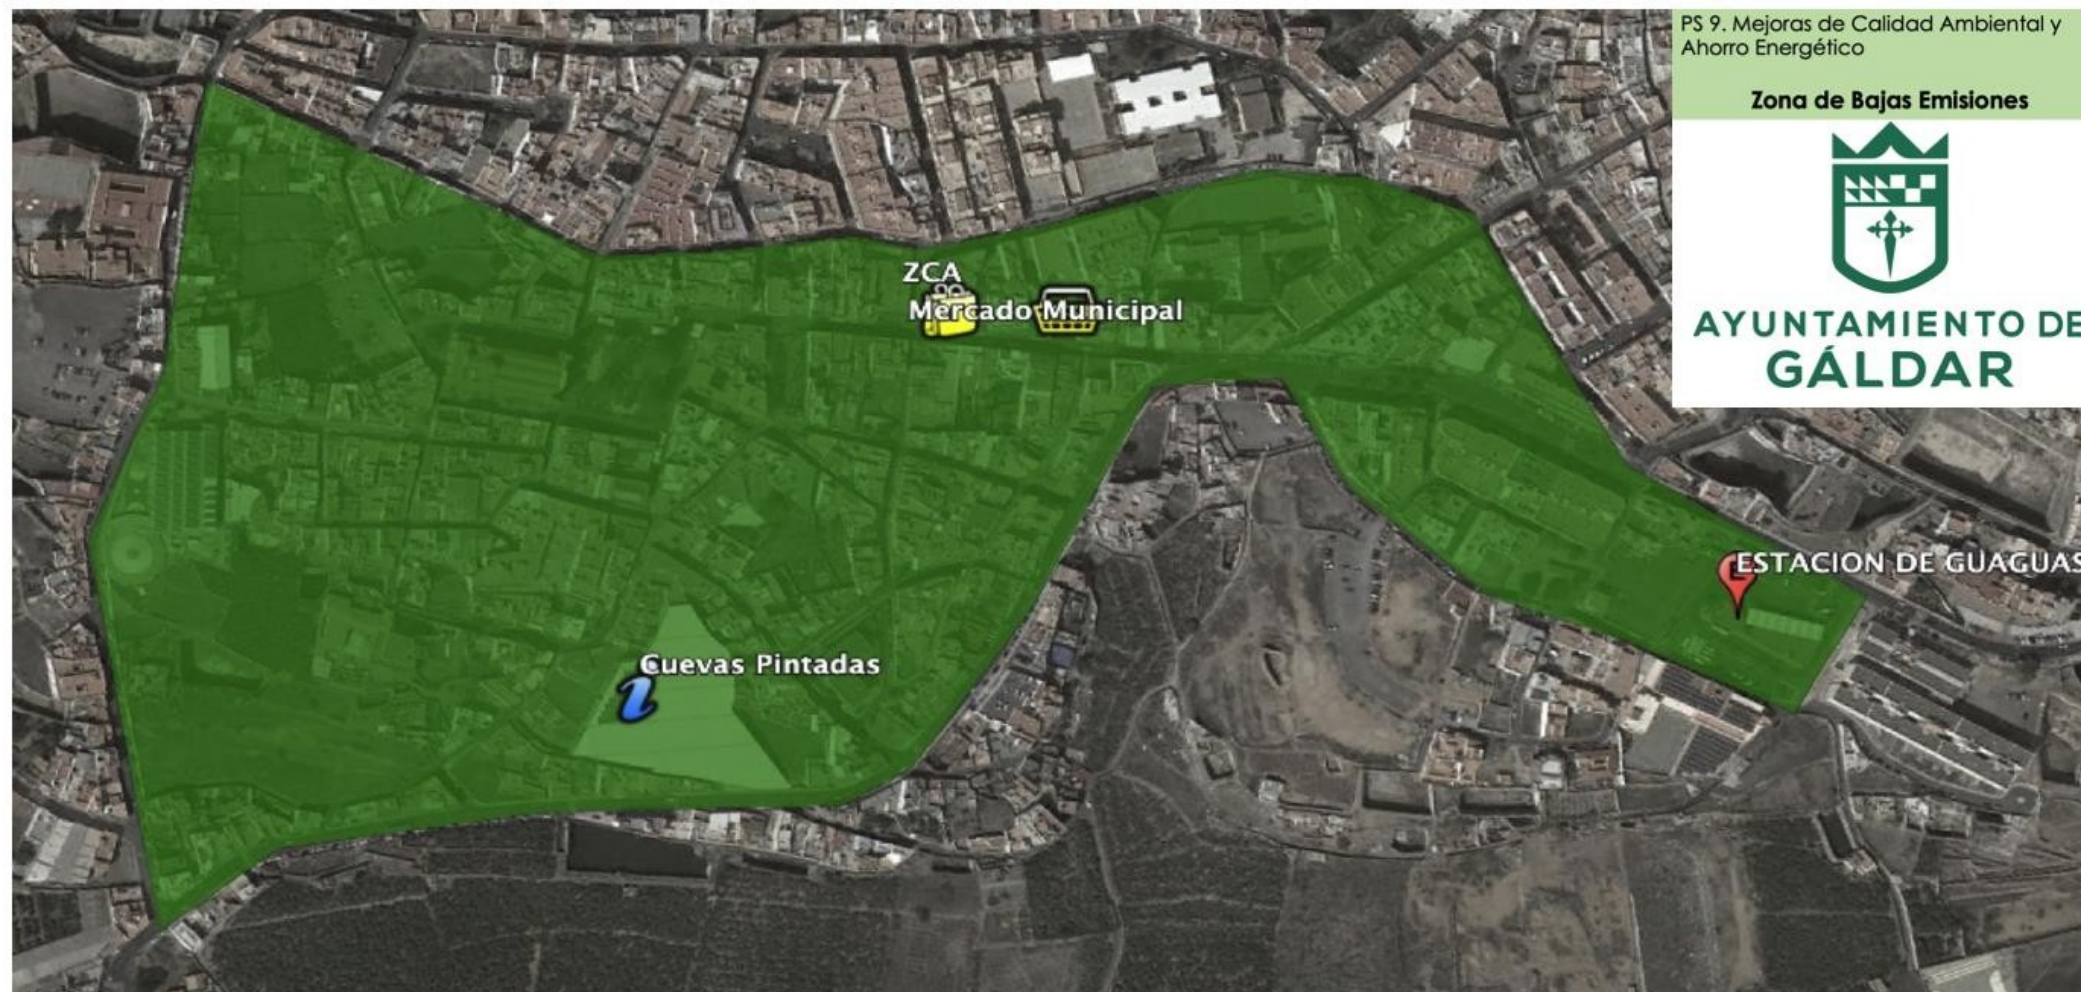 PS 9. Mejoras de Calidad Ambiental y
Ahorro Energético
Zona de Bajas Emisiones
AYUNTAMIENTO DE
GÁLDAR
ZCA
Mercado Municipal
ESTACION DE GUAGUAS
Cuevas Pintadas